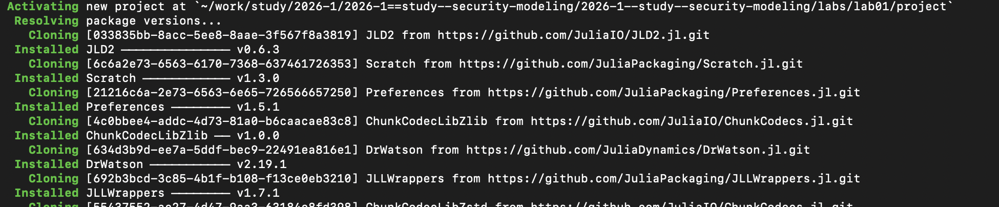 Activating new project at `~/work/study/2026-1/2026-1==study--security-modeling/2026-1--study--security-modeling/labs/lab01/project`
Resolving package versions...
Cloning [033835bb-8acc-5ee8-8aae-3f567f8a3819] JLD2 from https://github.com/JuliaIO/JLD2.jl.git
Installed JLD2 ─────────────── v0.6.3
Cloning [6c6a2e73-6563-6170-7368-637461726353] Scratch from https://github.com/JuliaPackaging/Scratch.jl.git
Installed Scratch ──────────── v1.3.0
Cloning [21216c6a-2e73-6563-6e65-726566657250] Preferences from https://github.com/JuliaPackaging/Preferences.jl.git
Installed Preferences ──────── v1.5.1
Cloning [4c0bbee4-addc-4d73-81a0-b6caacae83c8] ChunkCodecLibZlib from https://github.com/JuliaIO/ChunkCodecs.jl.git
Installed ChunkCodecLibZlib ── v1.0.0
Cloning [634d3b9d-ee7a-5ddf-bec9-22491ea816e1] DrWatson from https://github.com/JuliaDynamics/DrWatson.jl.git
Installed DrWatson ─────────── v2.19.1
Cloning [692b3bcd-3c85-4b1f-b108-f13ce0eb3210] JLLWrappers from https://github.com/JuliaPackaging/JLLWrappers.jl.git
Installed JLLWrappers ──────── v1.7.1
Cloning ChunkCodecLibZstd from https://github.com/JuliaIO/ChunkCodecs.jl.git